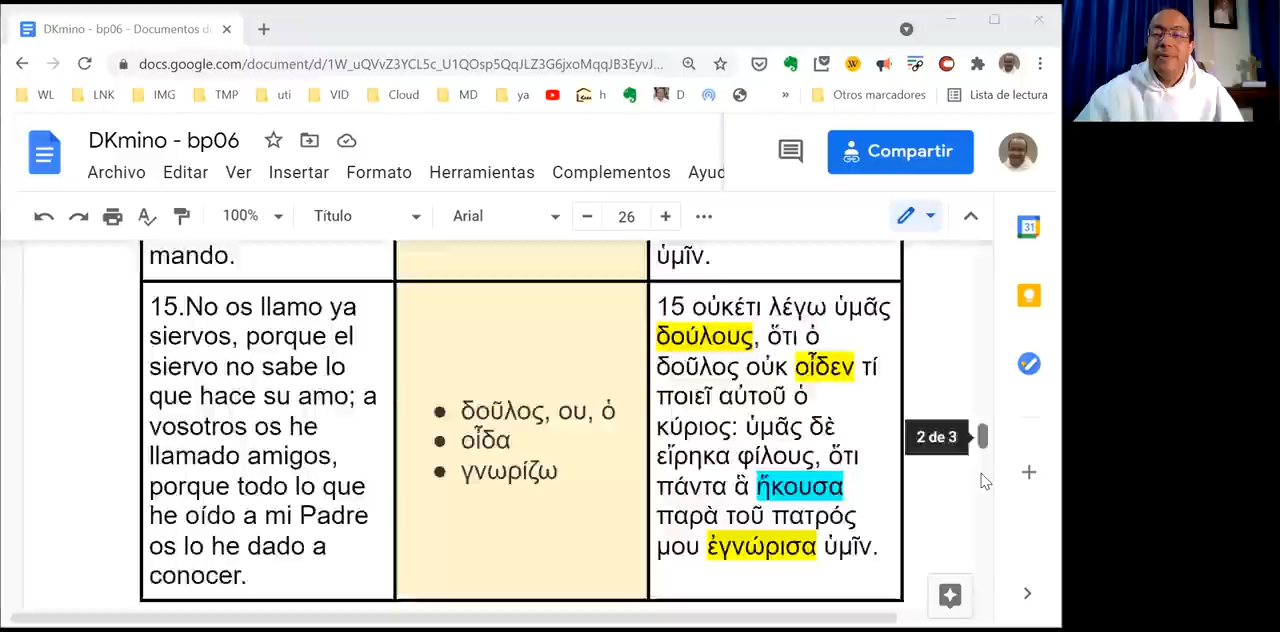 DKmino - bp06 - Documentos d
docs.google.com/document/d/1W_uQVvZ3YCL5c_U1QOsp5QqJLZ3G6jxoMqqJB3EyvJ...
WL LNK IMG TMP uti VID Cloud MD ya h D » Otros marcadores Lista de lectura
DKmino - bp06
Compartir
Archivo Editar Ver Insertar Formato Herramientas Complementos Ayuc
100% Título Arial 26
31
mando.
ὑμῖν.
15.No os llamo ya
siervos, porque el
siervo no sabe lo
que hace su amo; a
vosotros os he
llamado amigos,
porque todo lo que
he oído a mi Padre
os lo he dado a
conocer.
δοῦλος, ου, ὁ
οἶδα
γνωρίζω
15 οὐκέτι λέγω ὑμᾶς
δούλους, ὅτι ὁ
δοῦλος οὐκ οἶδεν τί
ποιεῖ αὐτοῦ ὁ
κύριος: ὑμᾶς δὲ
εἴρηκα φίλους, ὅτι
πάντα ἃ ἤκουσα
παρὰ τοῦ πατρός
μου ἐγνώρισα ὑμῖν.
2 de 3